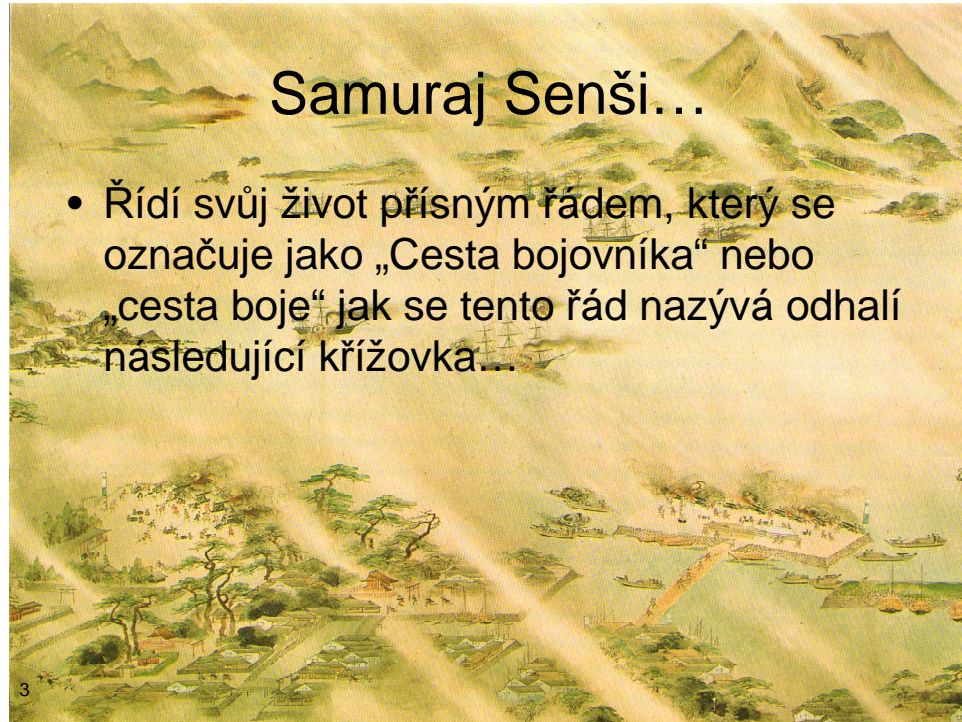 Samuraj Senši…
• Řídí svůj život přísným řádem, který se
označuje jako „Cesta bojovníka“ nebo
„cesta boje“ jak se tento řád nazývá odhalí
následující křížovka…
3